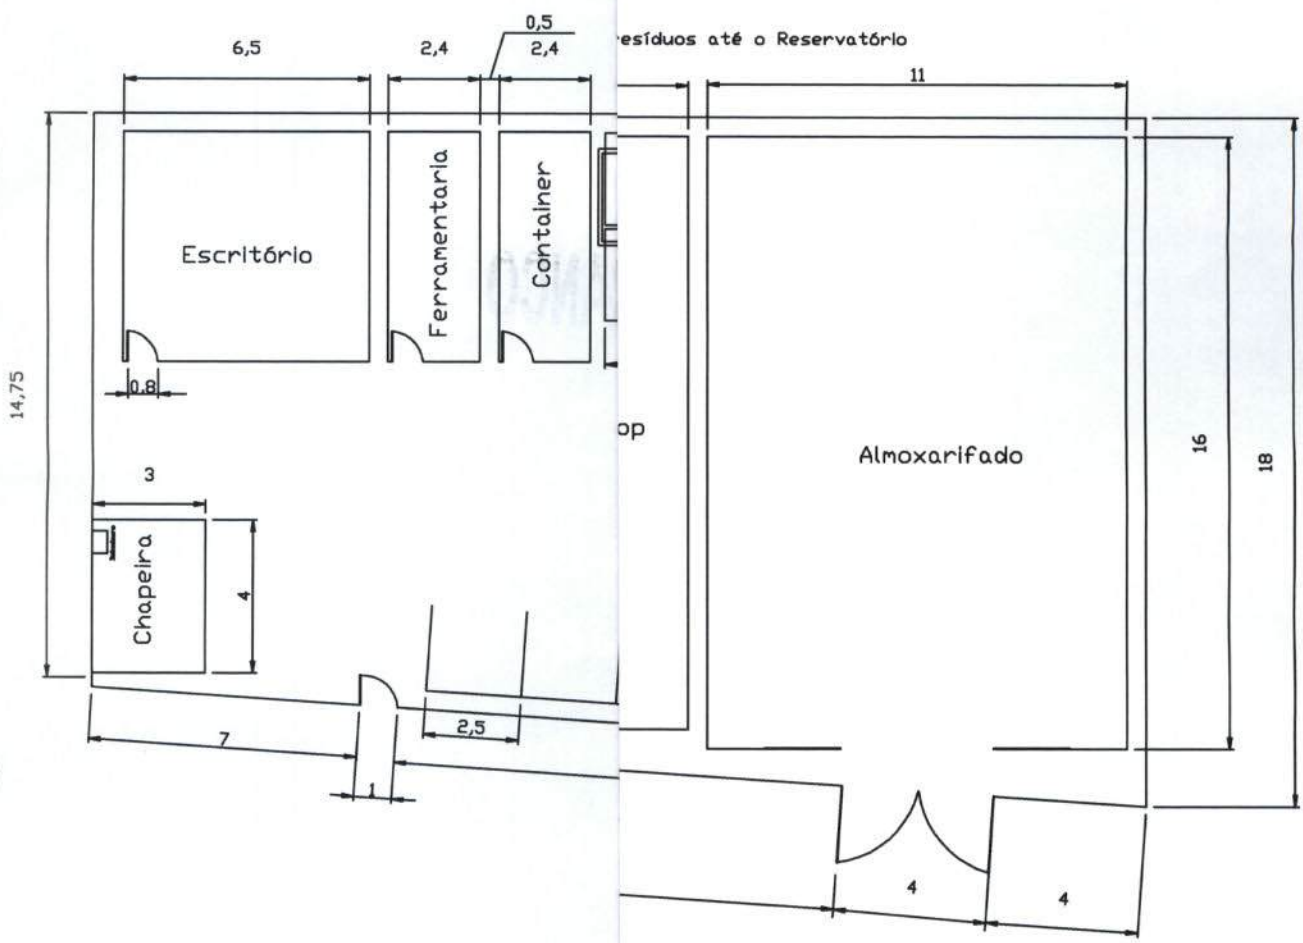 0,5
6,5
2,4
2,4
esíduos até o Reservatório
11
Escritório
Ferramentaria
Container
0,8
14,75
op
Almoxarifado
16
18
3
Chapeira
4
7
2,5
1
4
4